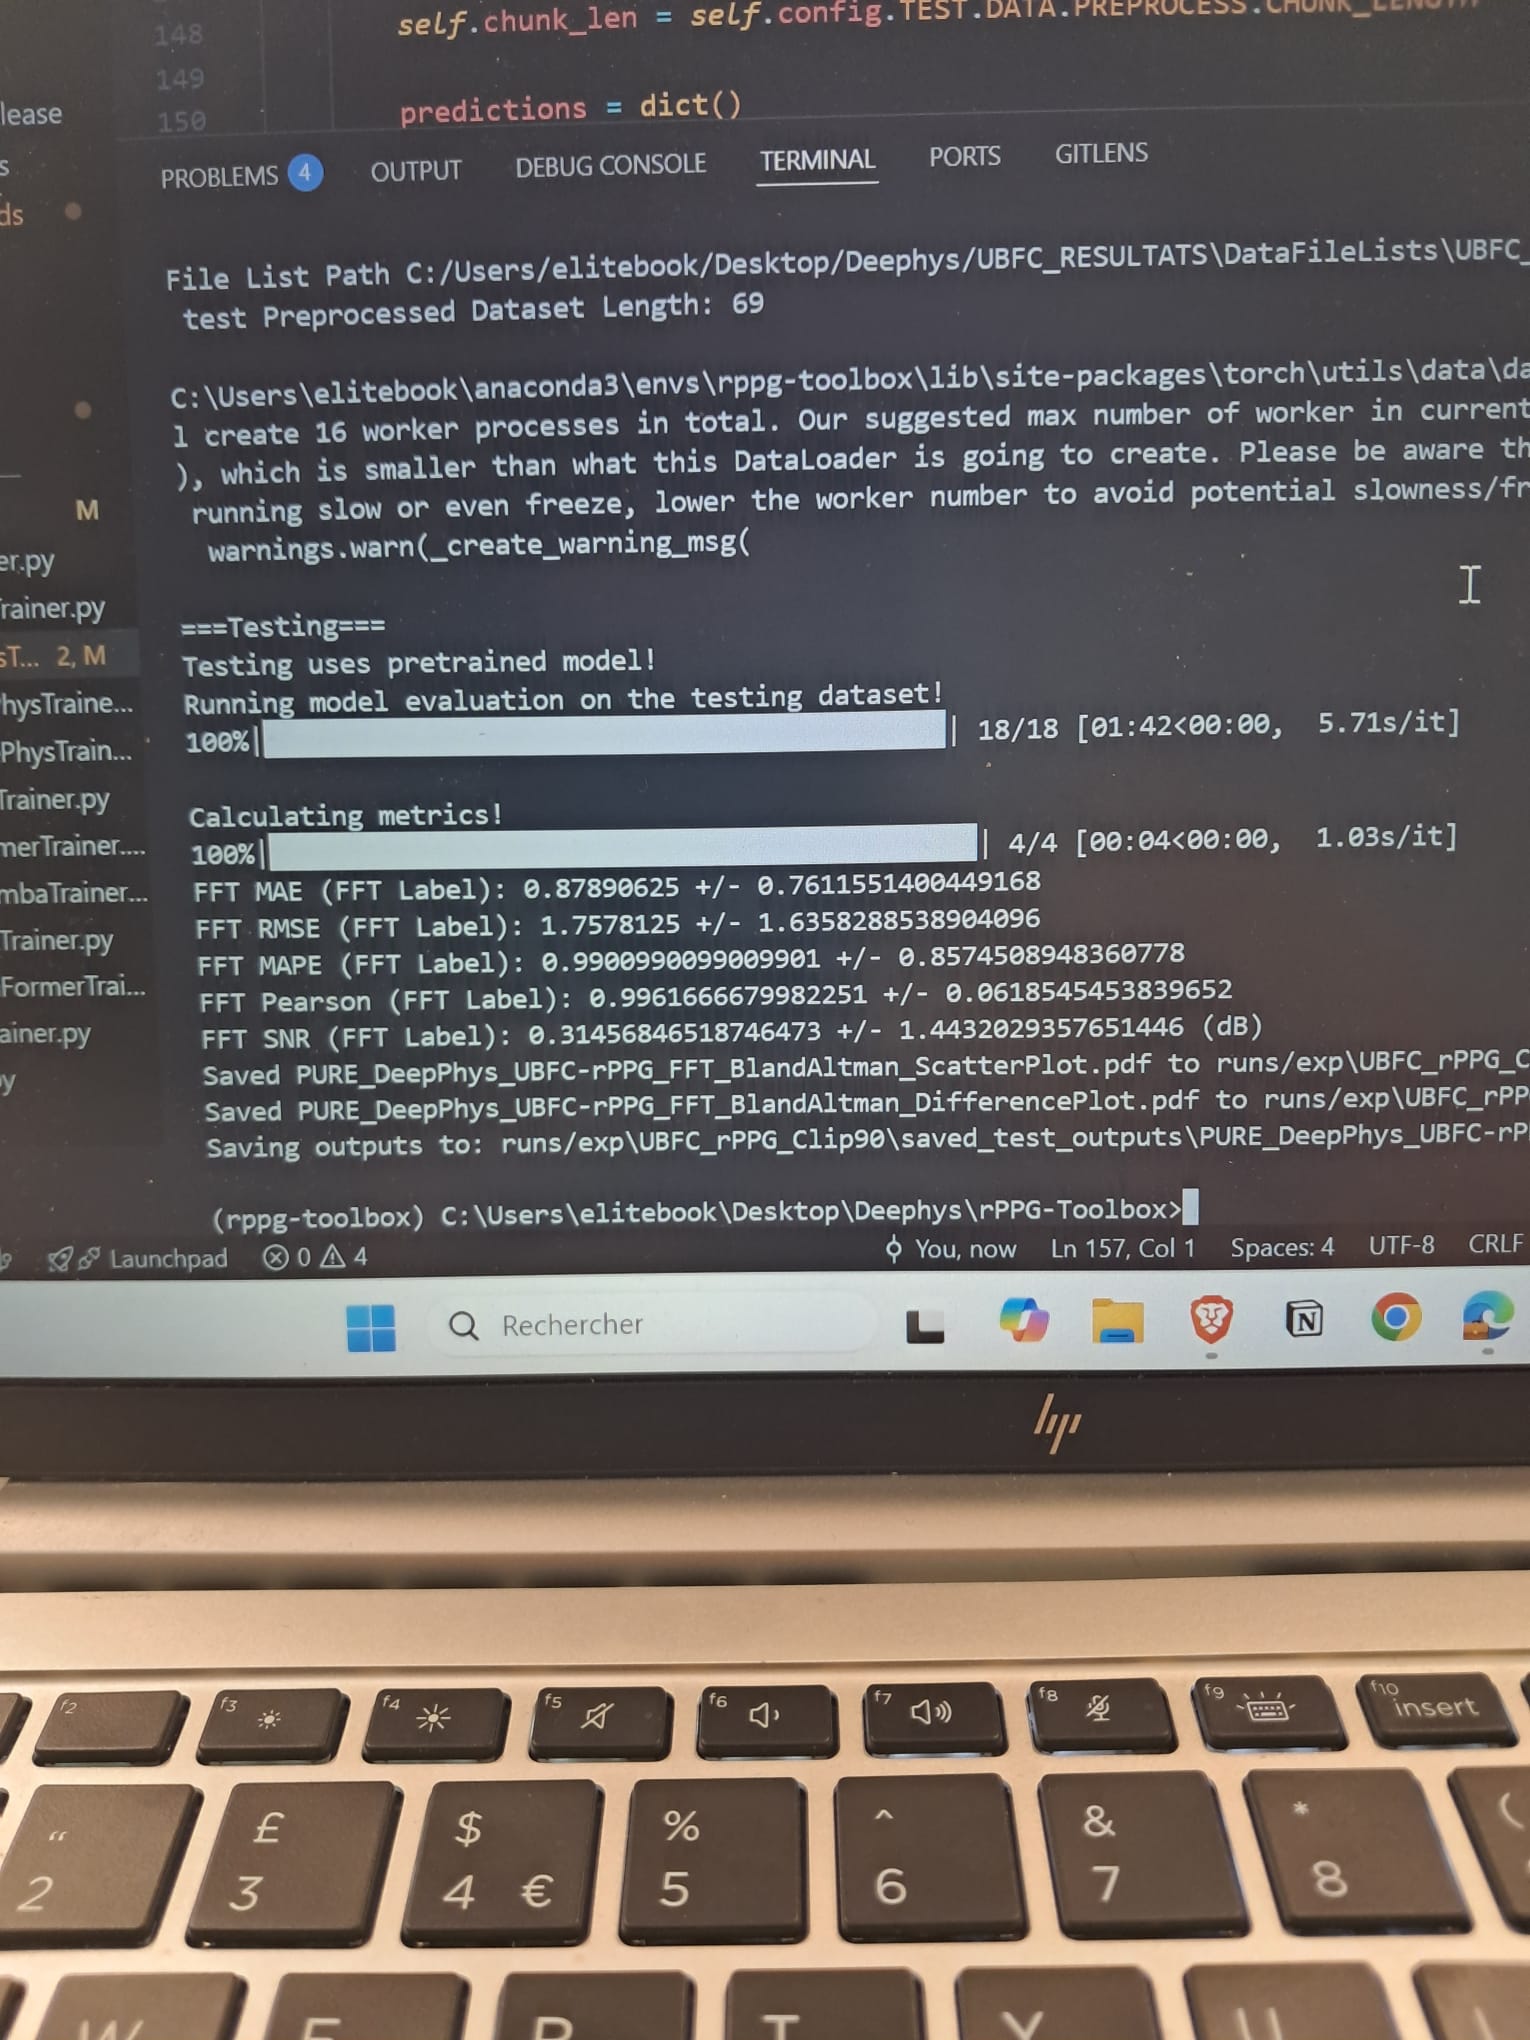 148 self.chunk_len = self.config.TEST.DATA.PREPROCESS.CHUNK_LENGTH
149
150 predictions = dict()
lease
s
ds
PROBLEMS 4 OUTPUT DEBUG CONSOLE TERMINAL PORTS GITLENS
File List Path C:/Users/elitebook/Desktop/Deephys/UBFC_RESULTATS\DataFileLists\UBFC_
test Preprocessed Dataset Length: 69
C:\Users\elitebook\anaconda3\envs\rppg-toolbox\lib\site-packages\torch\utils\data\da
l create 16 worker processes in total. Our suggested max number of worker in current
), which is smaller than what this DataLoader is going to create. Please be aware th
running slow or even freeze, lower the worker number to avoid potential slowness/fr
warnings.warn(_create_warning_msg(
===Testing===
Testing uses pretrained model!
Running model evaluation on the testing dataset!
100%| | 18/18 [01:42<00:00, 5.71s/it]
Calculating metrics!
100%| | 4/4 [00:04<00:00, 1.03s/it]
FFT MAE (FFT Label): 0.87890625 +/- 0.7611551400449168
FFT RMSE (FFT Label): 1.7578125 +/- 1.6358288538904096
FFT MAPE (FFT Label): 0.9900990099009901 +/- 0.8574508948360778
FFT Pearson (FFT Label): 0.9961666679982251 +/- 0.0618545453839652
FFT SNR (FFT Label): 0.31456846518746473 +/- 1.4432029357651446 (dB)
Saved PURE_DeepPhys_UBFC-rPPG_FFT_BlandAltman_ScatterPlot.pdf to runs/exp\UBFC_rPPG_C
Saved PURE_DeepPhys_UBFC-rPPG_FFT_BlandAltman_DifferencePlot.pdf to runs/exp\UBFC_rPP
Saving outputs to: runs/exp\UBFC_rPPG_Clip90\saved_test_outputs\PURE_DeepPhys_UBFC-rP
(rppg-toolbox) C:\Users\elitebook\Desktop\Deephys\rPPG-Toolbox>
M
er.py
rainer.py
sT... 2, M
hysTraine...
PhysTrain...
Trainer.py
merTrainer....
mbaTrainer...
Trainer.py
FormerTrai...
ainer.py
y
Launchpad 0 4 You, now Ln 157, Col 1 Spaces: 4 UTF-8 CRLF
Rechercher
N
hp
f2 f3 f4 f5 f6 f7 f8 f9 f10 insert
" £ $ % ^ & * (
2 3 4 € 5 6 7 8
W E R T Y U